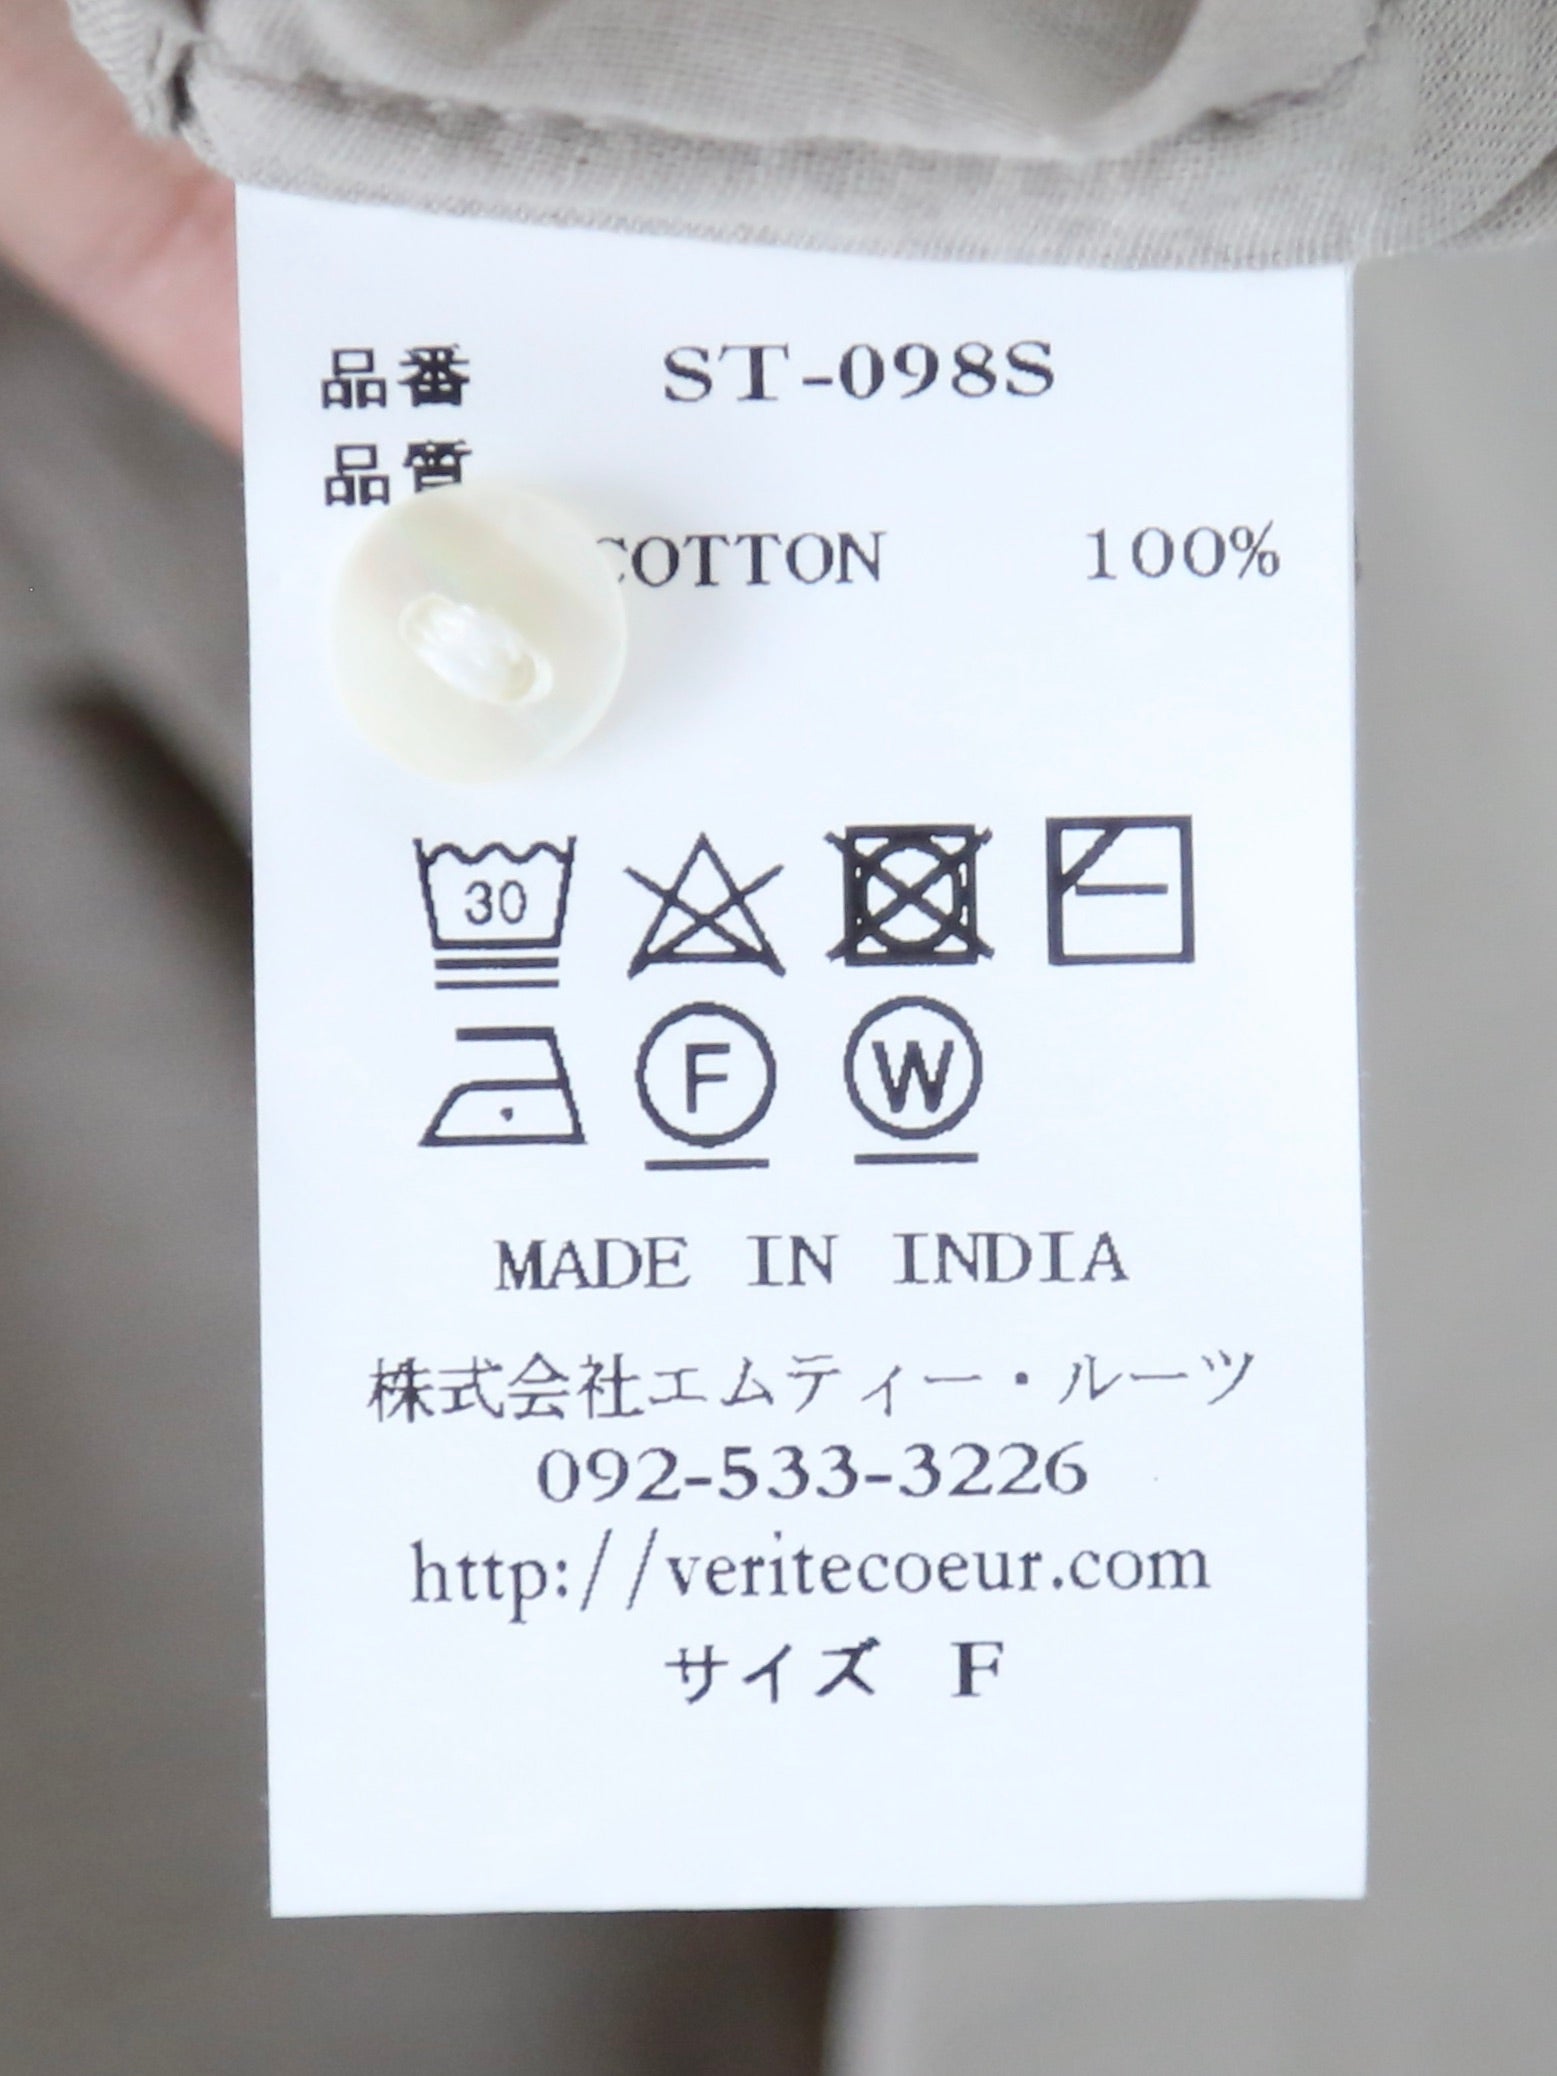 品番 ST-098S
品質
COTTON 100%
30
F W
MADE IN INDIA
株式会社エムティー・ルーツ
092-533-3226
http://veritecoeur.com
サイズ F